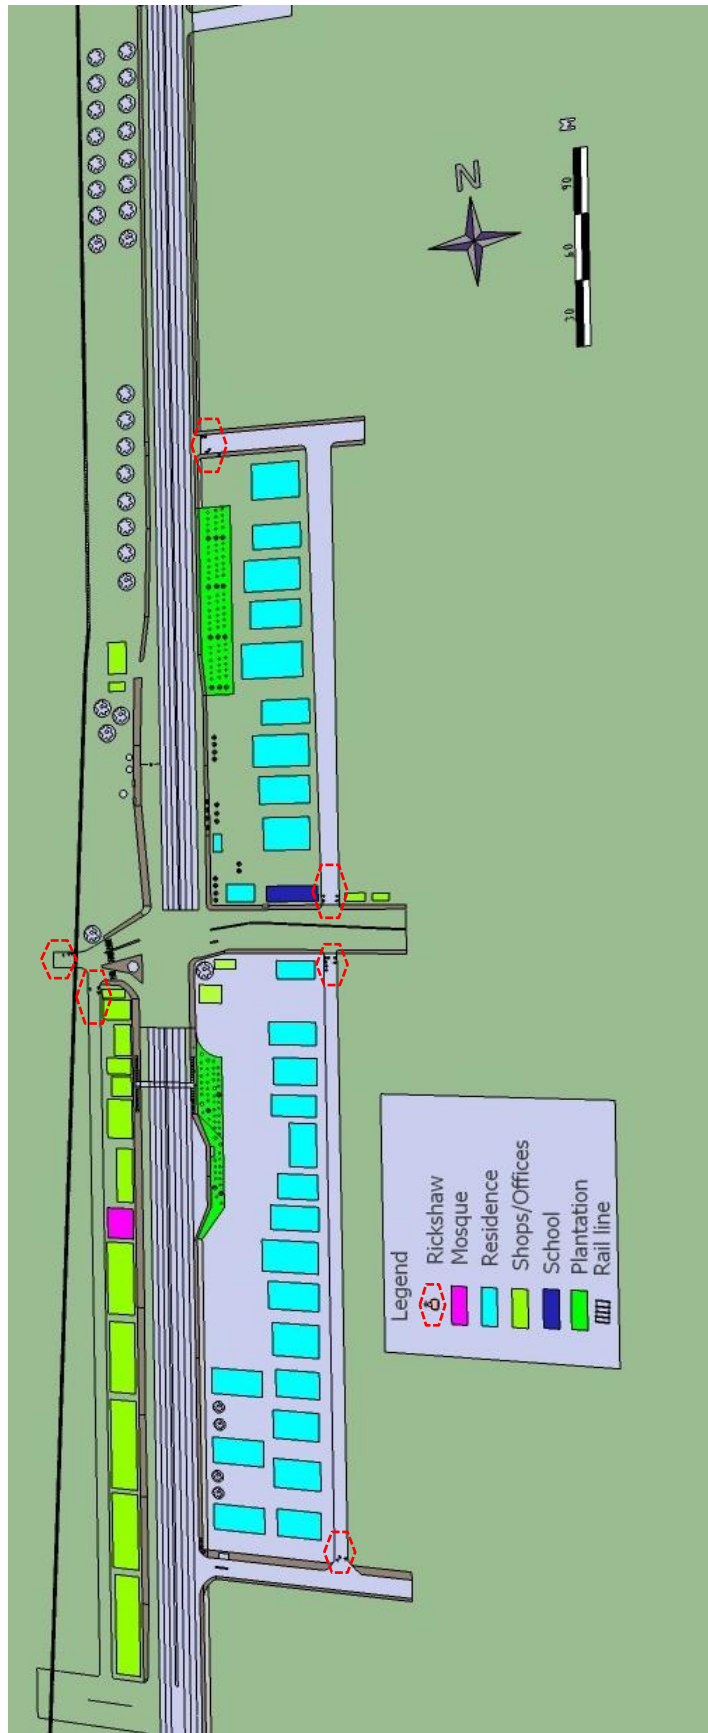 N
M
90
60
30
Legend
Rickshaw
Mosque
Residence
Shops/Offices
School
Plantation
Rail line